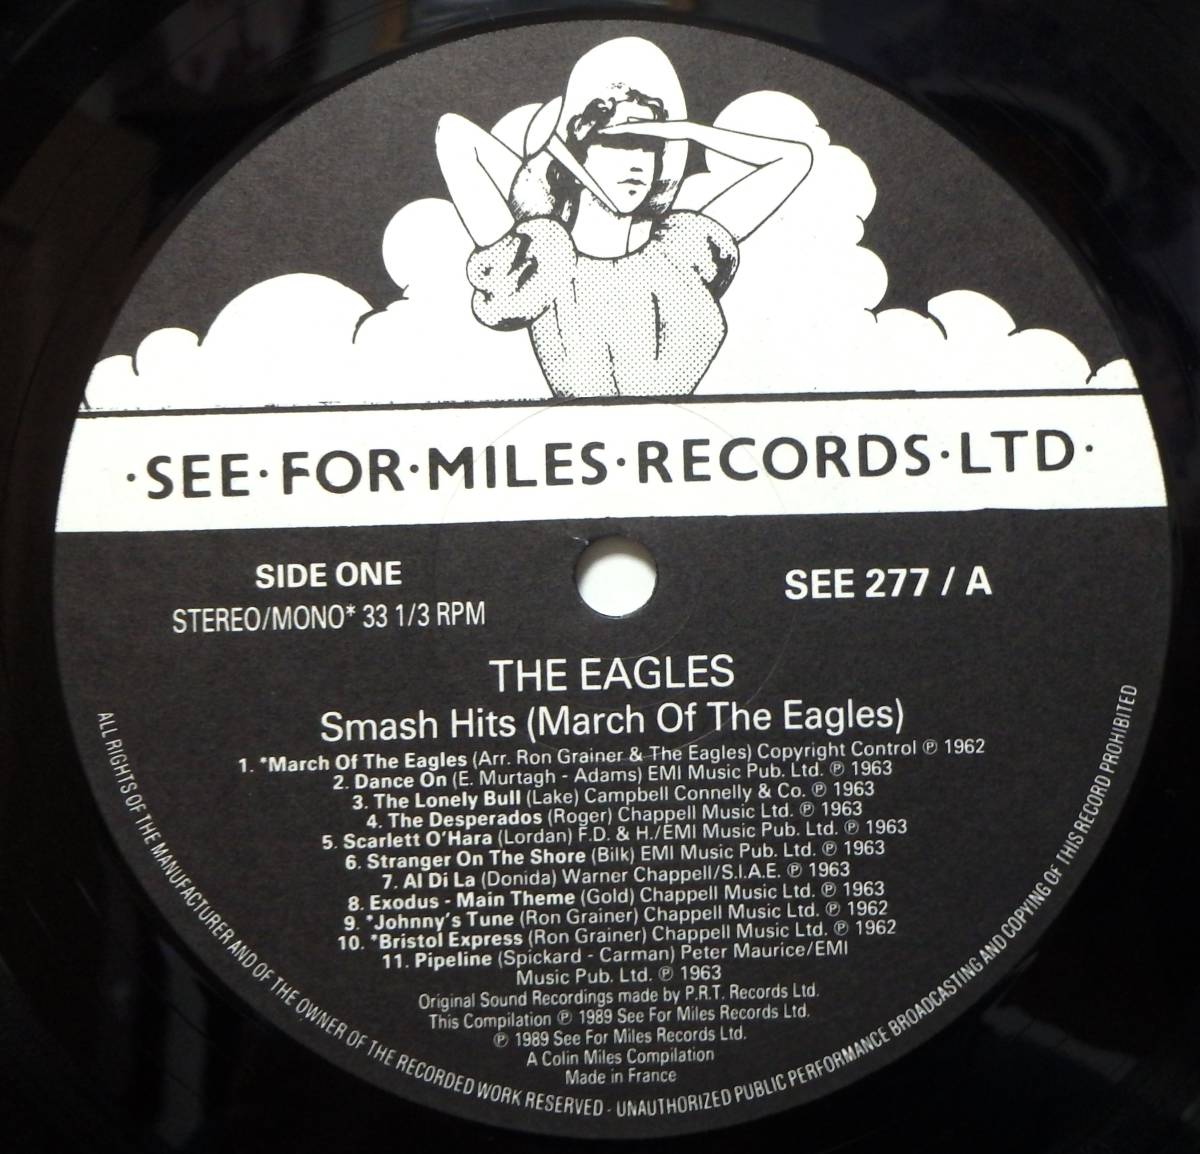 ·SEE·FOR·MILES·RECORDS·LTD·
SIDE ONE
STEREO/MONO* 33 1/3 RPM
SEE 277 / A
THE EAGLES
Smash Hits (March Of The Eagles)
1. *March Of The Eagles (Arr. Ron Grainer & The Eagles) Copyright Control ℗ 1962
2. Dance On (E. Murtagh - Adams) EMI Music Pub. Ltd. ℗ 1963
3. The Lonely Bull (Lake) Campbell Connelly & Co. ℗ 1963
4. The Desperados (Roger) Chappell Music Ltd. ℗ 1963
5. Scarlett O'Hara (Lordan) F.D. & H./EMI Music Pub. Ltd. ℗ 1963
6. Stranger On The Shore (Bilk) EMI Music Pub. Ltd. ℗ 1963
7. Al Di La (Donida) Warner Chappell/S.I.A.E. ℗ 1963
8. Exodus - Main Theme (Gold) Chappell Music Ltd. ℗ 1963
9. *Johnny's Tune (Ron Grainer) Chappell Music Ltd. ℗ 1962
10. *Bristol Express (Ron Grainer) Chappell Music Ltd. ℗ 1962
11. Pipeline (Spickard - Carman) Peter Maurice/EMI
Music Pub. Ltd. ℗ 1963
Original Sound Recordings made by P.R.T. Records Ltd.
This Compilation ℗ 1989 See For Miles Records Ltd.
℗ 1989 See For Miles Records Ltd.
A Colin Miles Compilation
Made in France
ALL RIGHTS OF THE MANUFACTURER AND OF THE OWNER OF THE RECORDED WORK RESERVED - UNAUTHORIZED PUBLIC PERFORMANCE BROADCASTING AND COPYING OF THIS RECORD PROHIBITED